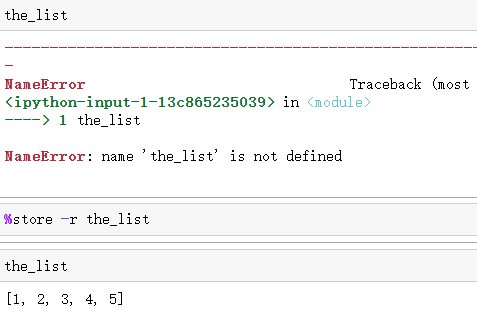 the_list
---------------------------------------------------------------------------
NameError Traceback (most
<ipython-input-1-13c865235039> in <module>
----> 1 the_list
NameError: name 'the_list' is not defined
%store -r the_list
the_list
[1, 2, 3, 4, 5]